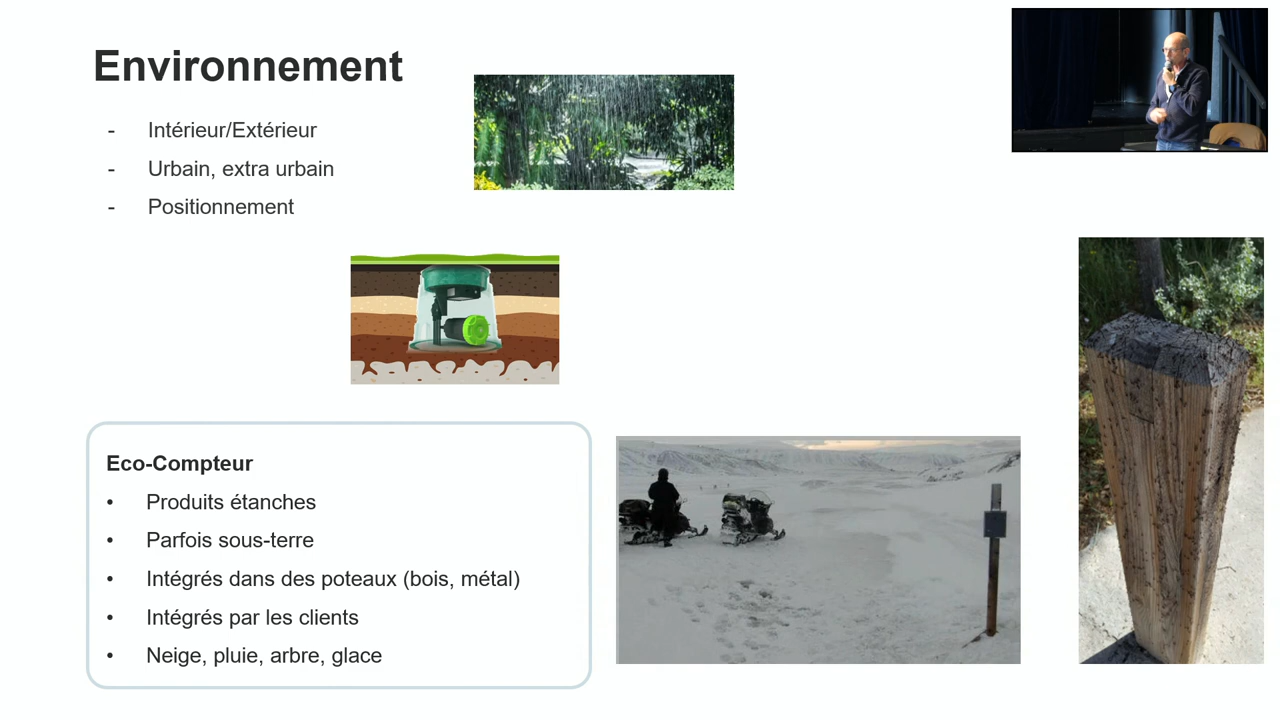 Environnement
- Intérieur/Extérieur
- Urbain, extra urbain
- Positionnement
Eco-Compteur
• Produits étanches
• Parfois sous-terre
• Intégrés dans des poteaux (bois, métal)
• Intégrés par les clients
• Neige, pluie, arbre, glace